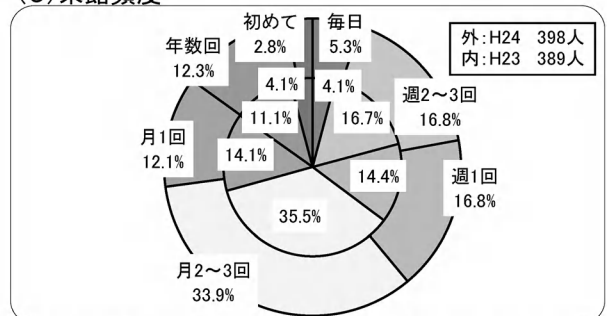 初めて
2.8%
毎日
5.3%
外:H24 398人
内:H23 389人
年数回
12.3%
4.1%
4.1%
週2～3回
16.8%
11.1%
16.7%
月1回
12.1%
14.1%
14.4%
週1回
16.8%
35.5%
月2～3回
33.9%